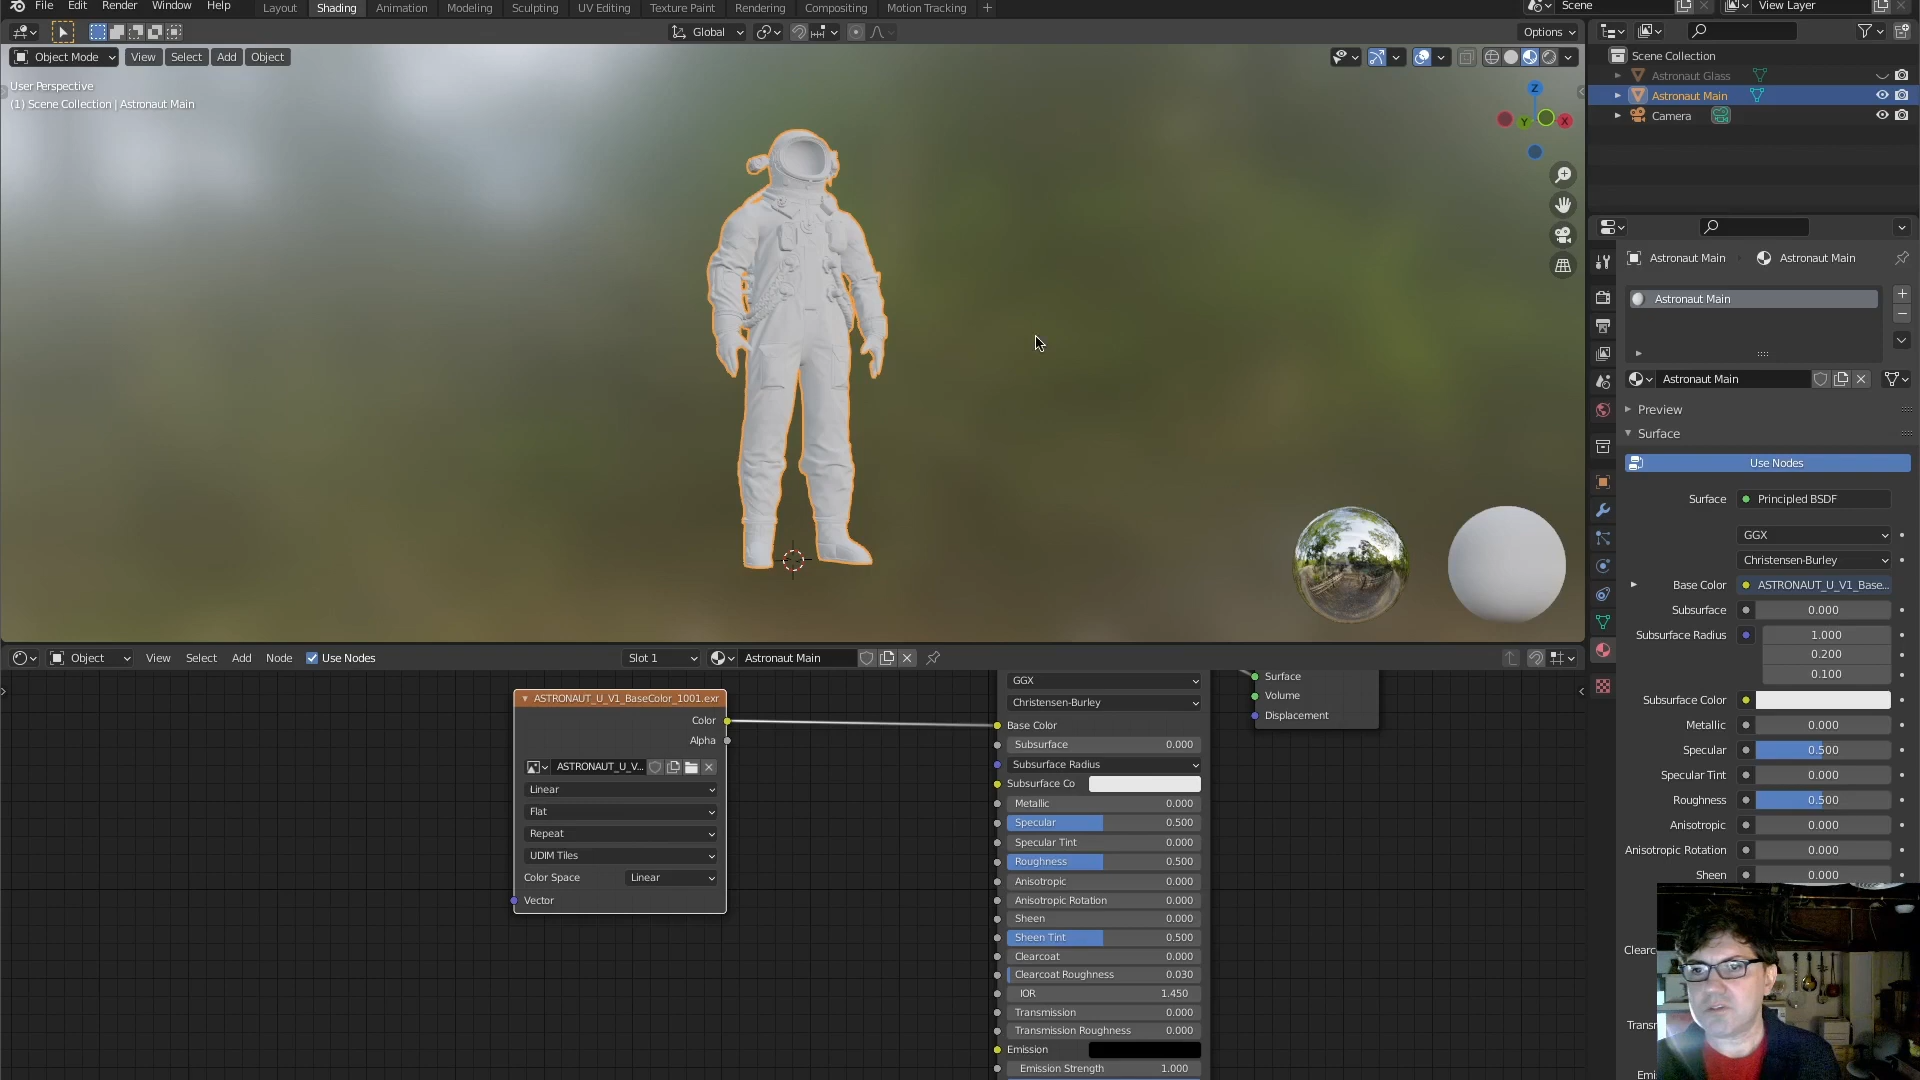 File Edit Render Window Help
Layout Shading Animation Modeling Sculpting UV Editing Texture Paint Rendering Compositing Motion Tracking +
Scene View Layer
Global Options
Object Mode View Select Add Object
User Perspective
(1) Scene Collection | Astronaut Main
Z
Y
X
Scene Collection
Astronaut Glass
Astronaut Main
Camera
Astronaut Main Astronaut Main
Astronaut Main
Astronaut Main
Preview
Surface
Use Nodes
Surface Principled BSDF
GGX
Christensen-Burley
Base Color ASTRONAUT_U_V1_Base...
Subsurface 0.000
Subsurface Radius 1.000
0.200
0.100
Subsurface Color
Metallic 0.000
Specular 0.500
Specular Tint 0.000
Roughness 0.500
Anisotropic 0.000
Anisotropic Rotation 0.000
Sheen 0.000
Clearc
Transm
Emi
Object View Select Add Node Use Nodes Slot 1 Astronaut Main
ASTRONAUT_U_V1_BaseColor_1001.exr
Color
Alpha
ASTRONAUT_U_V...
Linear
Flat
Repeat
UDIM Tiles
Color Space Linear
Vector
GGX
Christensen-Burley
Base Color
Subsurface 0.000
Subsurface Radius
Subsurface Co
Metallic 0.000
Specular 0.500
Specular Tint 0.000
Roughness 0.500
Anisotropic 0.000
Anisotropic Rotation 0.000
Sheen 0.000
Sheen Tint 0.500
Clearcoat 0.000
Clearcoat Roughness 0.030
IOR 1.450
Transmission 0.000
Transmission Roughness 0.000
Emission
Emission Strength 1.000
Surface
Volume
Displacement